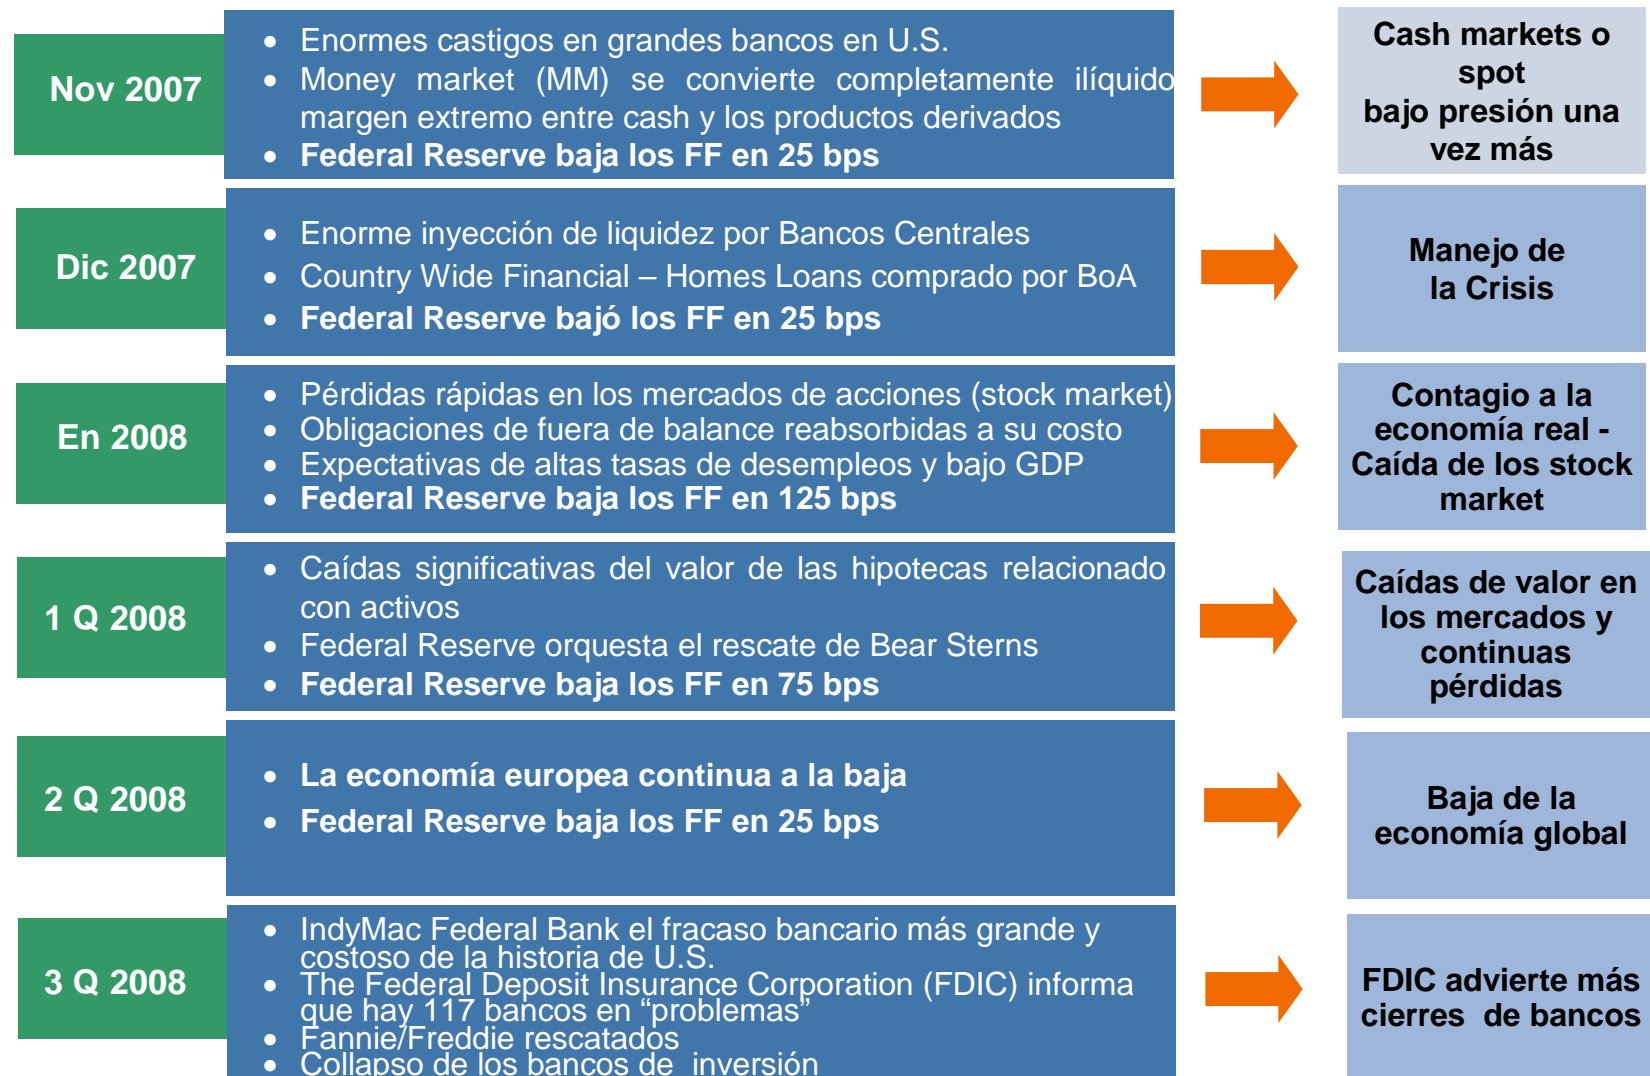 Nov 2007
• Enormes castigos en grandes bancos en U.S.
• Money market (MM) se convierte completamente ilíquido
margen extremo entre cash y los productos derivados
• Federal Reserve baja los FF en 25 bps
Cash markets o
spot
bajo presión una
vez más
Dic 2007
• Enorme inyección de liquidez por Bancos Centrales
• Country Wide Financial – Homes Loans comprado por BoA
• Federal Reserve bajó los FF en 25 bps
Manejo de
la Crisis
En 2008
• Pérdidas rápidas en los mercados de acciones (stock market)
• Obligaciones de fuera de balance reabsorbidas a su costo
• Expectativas de altas tasas de desempleos y bajo GDP
• Federal Reserve baja los FF en 125 bps
Contagio a la
economía real -
Caída de los stock
market
1 Q 2008
• Caídas significativas del valor de las hipotecas relacionado
con activos
• Federal Reserve orquesta el rescate de Bear Sterns
• Federal Reserve baja los FF en 75 bps
Caídas de valor en
los mercados y
continuas
pérdidas
2 Q 2008
• La economía europea continua a la baja
• Federal Reserve baja los FF en 25 bps
Baja de la
economía global
3 Q 2008
• IndyMac Federal Bank el fracaso bancario más grande y
costoso de la historia de U.S.
• The Federal Deposit Insurance Corporation (FDIC) informa
que hay 117 bancos en “problemas”
• Fannie/Freddie rescatados
• Collapso de los bancos de inversión
FDIC advierte más
cierres de bancos